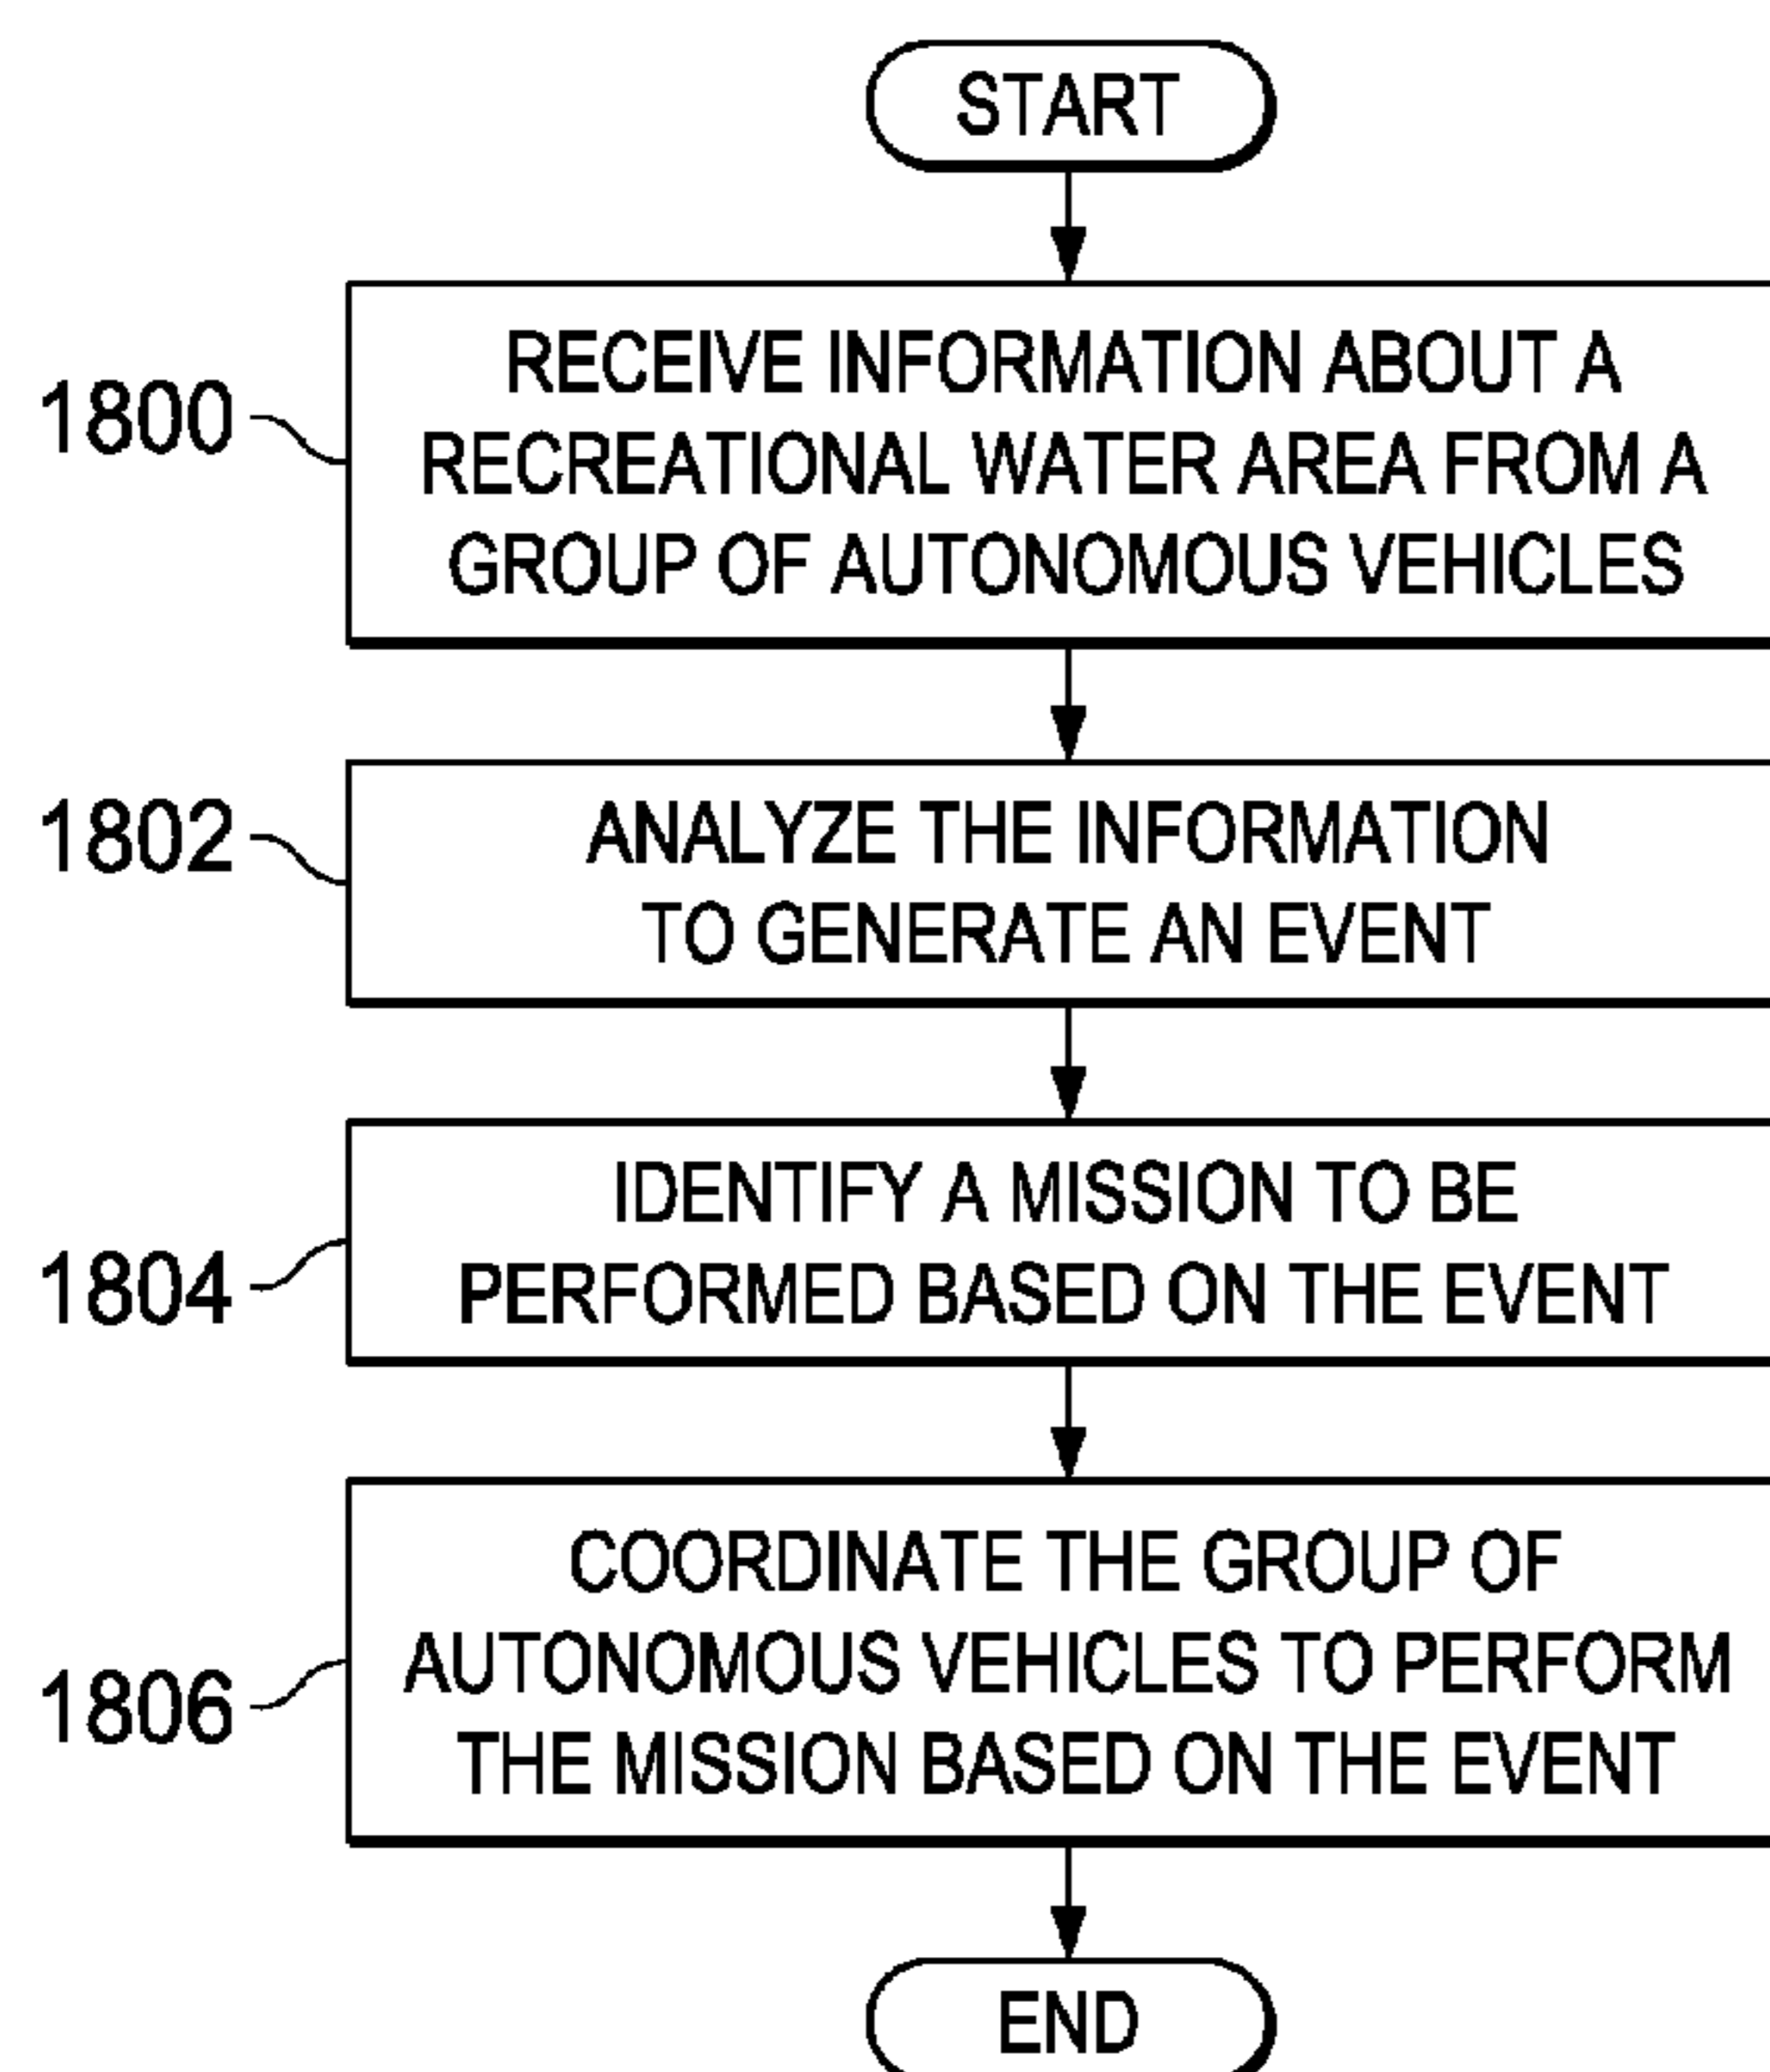 START
1800
RECEIVE INFORMATION ABOUT A
RECREATIONAL WATER AREA FROM A
GROUP OF AUTONOMOUS VEHICLES
1802
ANALYZE THE INFORMATION
TO GENERATE AN EVENT
1804
IDENTIFY A MISSION TO BE
PERFORMED BASED ON THE EVENT
1806
COORDINATE THE GROUP OF
AUTONOMOUS VEHICLES TO PERFORM
THE MISSION BASED ON THE EVENT
END